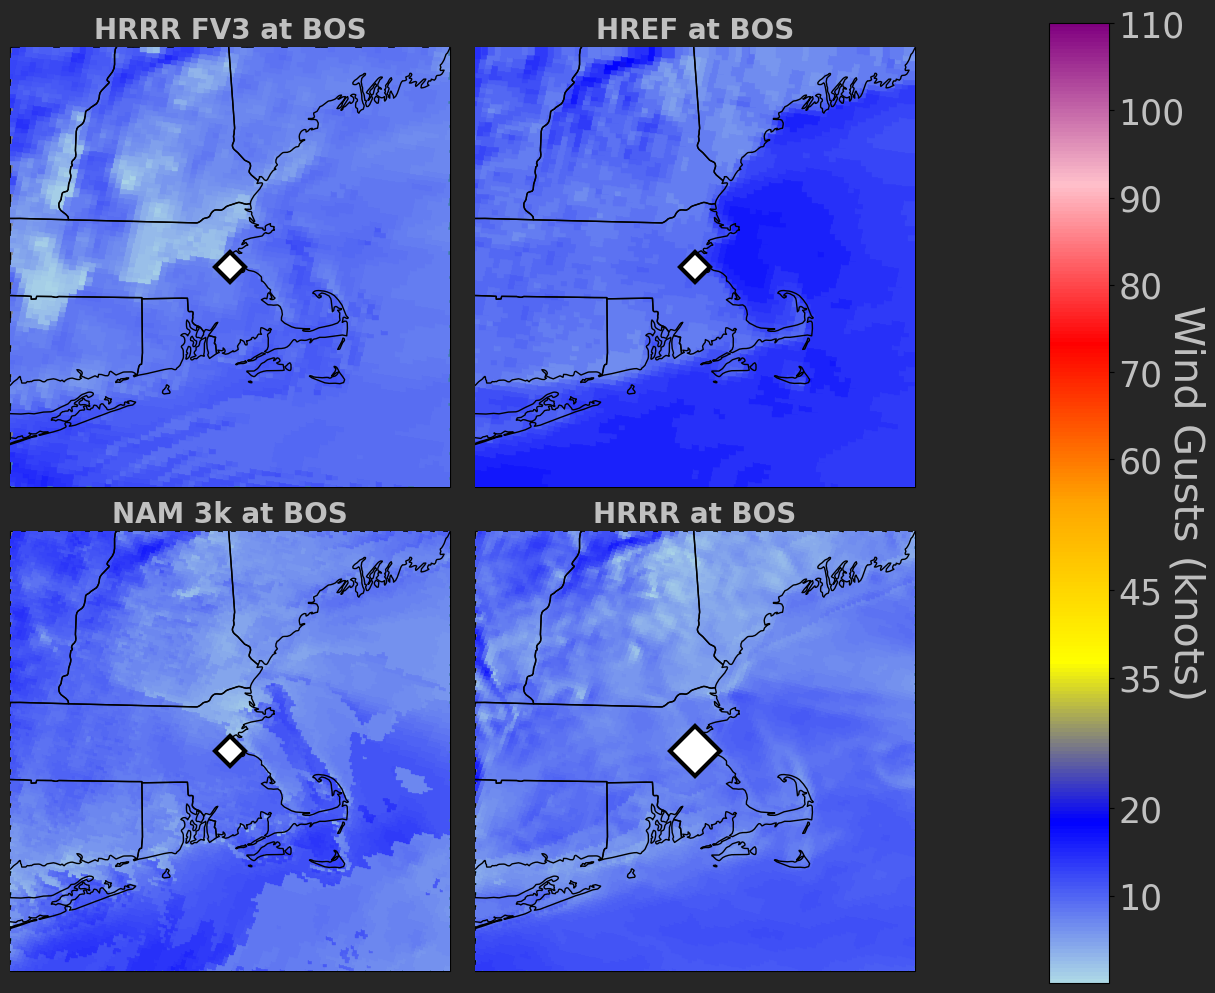 HRRR FV3 at BOS
HREF at BOS
NAM 3k at BOS
HRRR at BOS
110
100
90
80
70
60
45
35
20
10
Wind Gusts (knots)